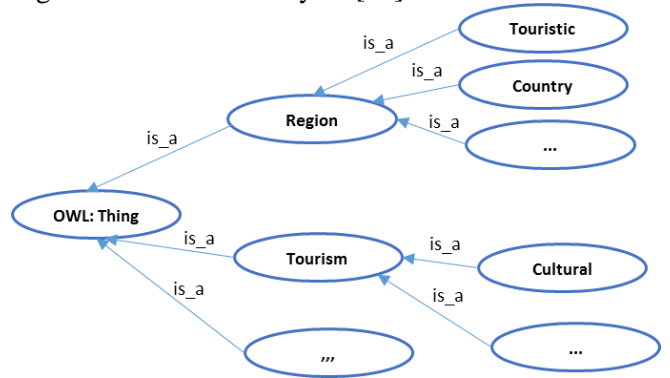 Touristic
is_a
is_a
Country
Region
is_a
...
is_a
OWL: Thing
is_a
Tourism
is_a
Cultural
is_a
is_a
,,,
...